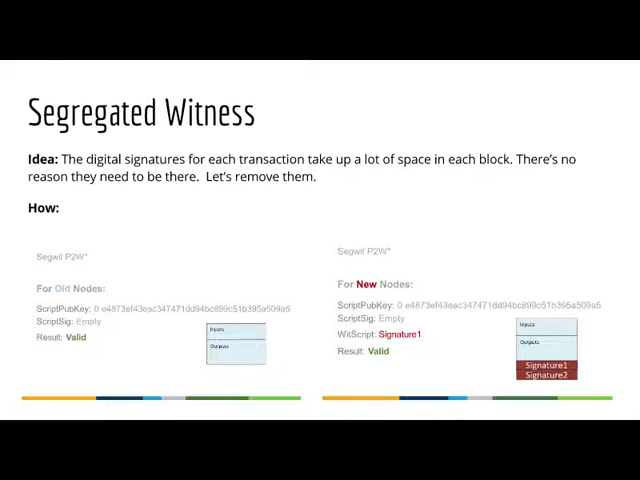 Segregated Witness
Idea: The digital signatures for each transaction take up a lot of space in each block. There's no
reason they need to be there. Let's remove them.
How:
Segwit P2W*
For Old Nodes:
ScriptPubKey: 0 e4873ef43eac347471dd94bc899c51b395a509a5
ScriptSig: Empty
Result: Valid
Inputs
Outputs
Segwit P2W*
For New Nodes:
ScriptPubKey: 0 e4873ef43eac347471dd94bc899c51b395a509a5
ScriptSig: Empty
WitScript: Signature1
Result: Valid
Inputs
Outputs
Signature1
Signature2